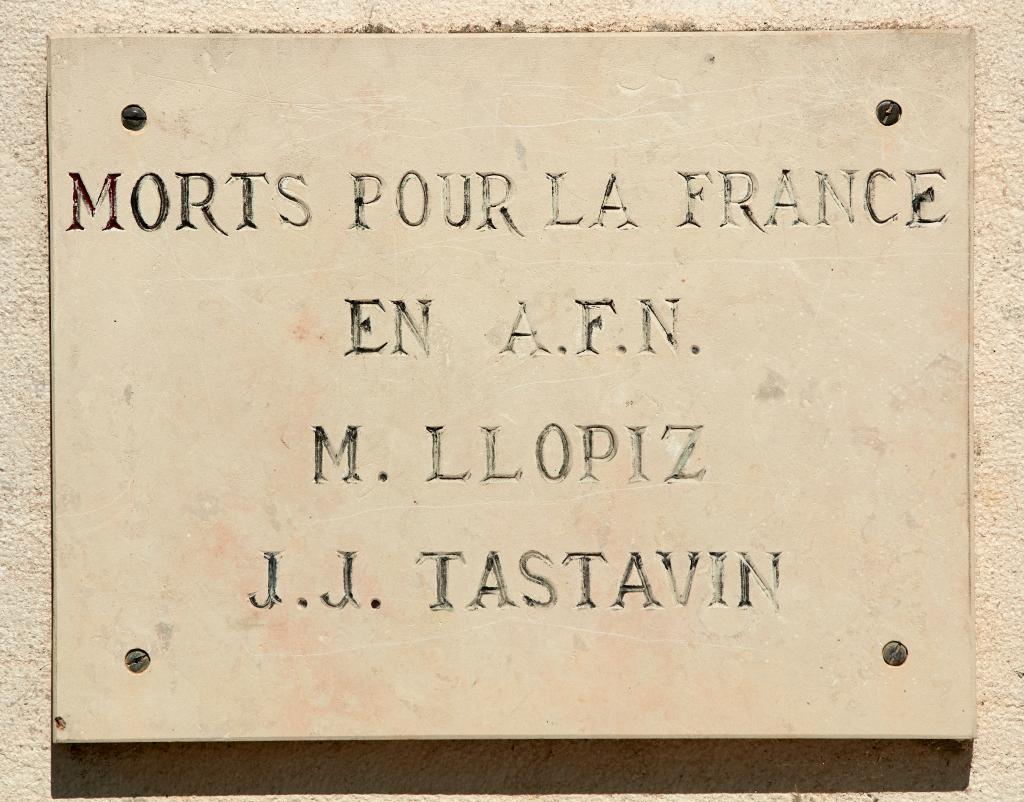 MORTS POUR LA FRANCE
EN A.F.N.
M. LLOPIZ
J.J. TASTAVIN